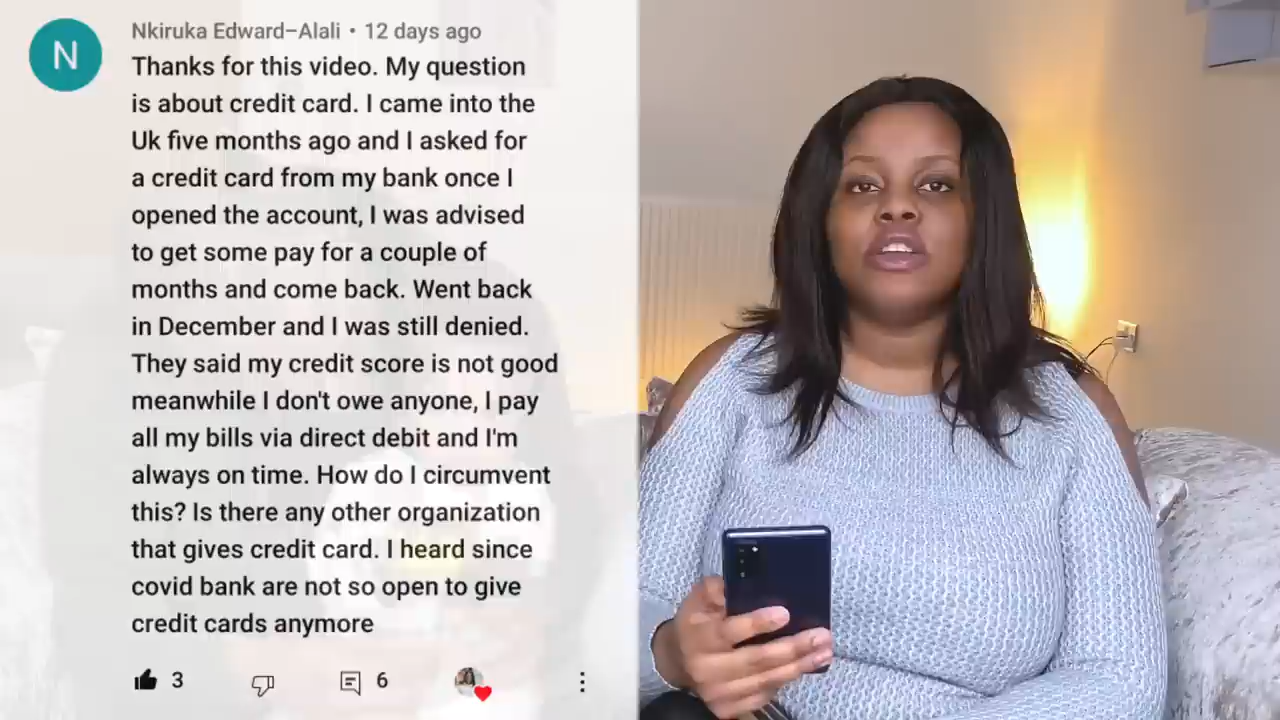 N
Nkiruka Edward-Alali • 12 days ago
Thanks for this video. My question
is about credit card. I came into the
Uk five months ago and I asked for
a credit card from my bank once I
opened the account, I was advised
to get some pay for a couple of
months and come back. Went back
in December and I was still denied.
They said my credit score is not good
meanwhile I don't owe anyone, I pay
all my bills via direct debit and I'm
always on time. How do I circumvent
this? Is there any other organization
that gives credit card. I heard since
covid bank are not so open to give
credit cards anymore
3 6